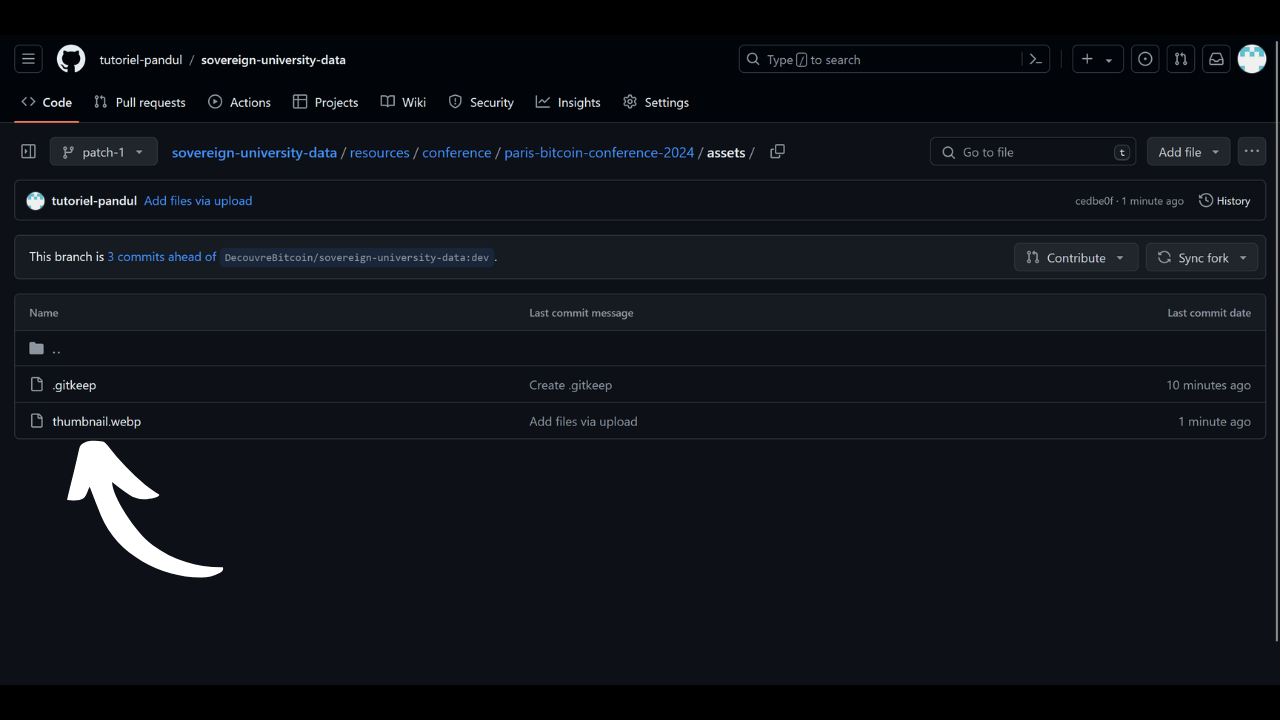 tutoriel-pandul / sovereign-university-data Type / to search
Code Pull requests Actions Projects Wiki Security Insights Settings
patch-1 sovereign-university-data / resources / conference / paris-bitcoin-conference-2024 / assets / Go to file t Add file
tutoriel-pandul Add files via upload cedbe0f · 1 minute ago History
This branch is 3 commits ahead of DecouvreBitcoin/sovereign-university-data:dev . Contribute Sync fork
Name Last commit message Last commit date
..
.gitkeep Create .gitkeep 10 minutes ago
thumbnail.webp Add files via upload 1 minute ago